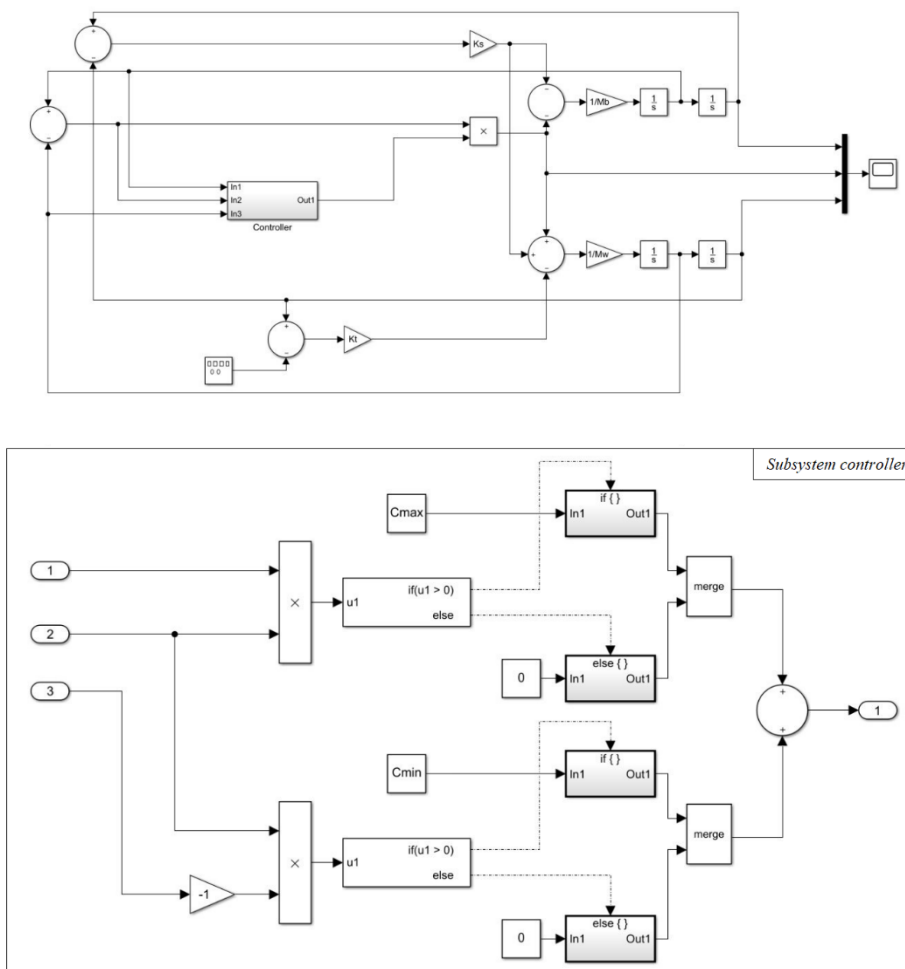 +
−
Ks
+
−
−
−
1/Mb
1
s
1
s
×
In1
In2
In3
Out1
Controller
+
+
−
1/Mw
1
s
1
s
+
−
Kt
Subsystem controller
Cmax
if { }
In1
Out1
1
2
3
×
u1
if(u1 > 0)
else
merge
0
else { }
In1
Out1
+
+
1
Cmin
if { }
In1
Out1
-1
×
u1
if(u1 > 0)
else
merge
0
else { }
In1
Out1